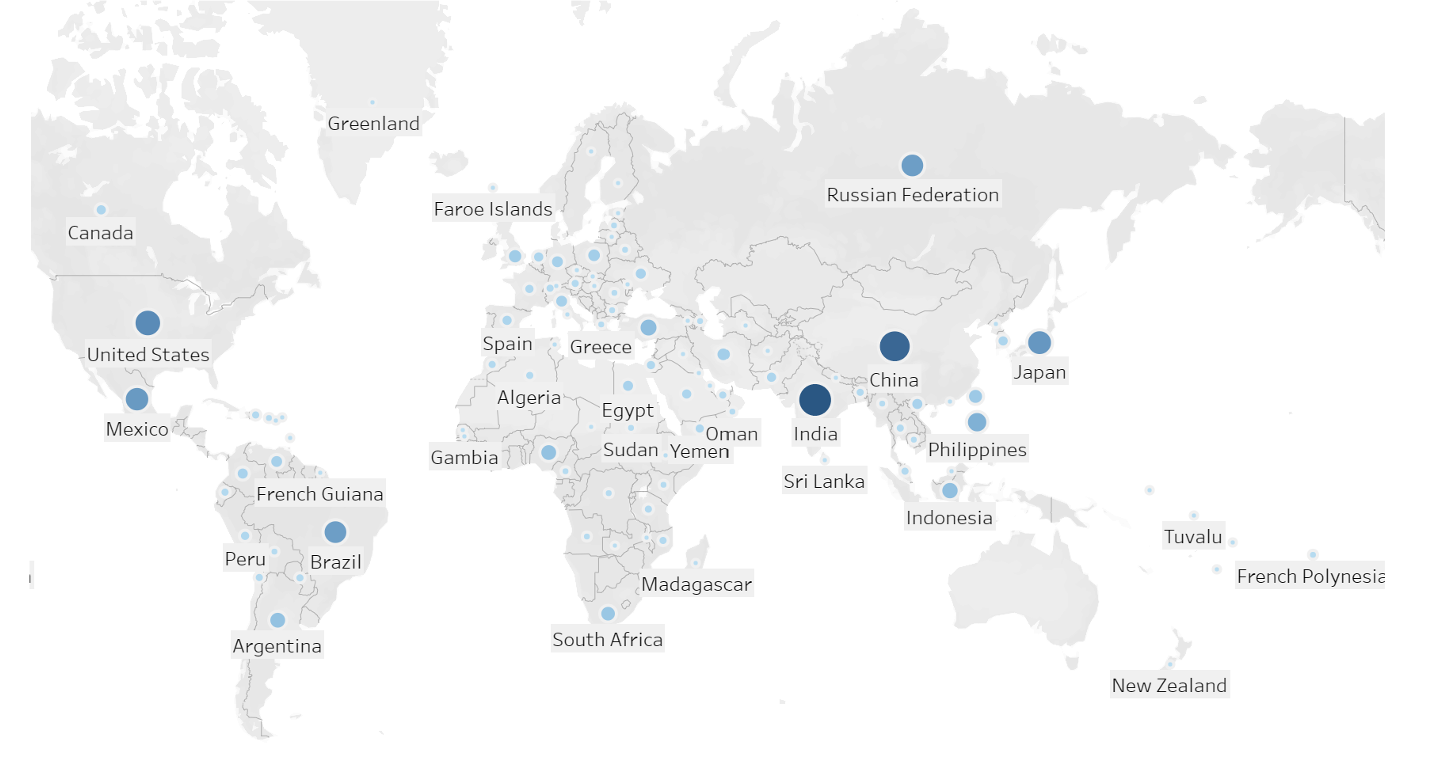 Greenland
Faroe Islands
Russian Federation
Canada
United States
Spain
Greece
Japan
China
Mexico
Algeria
Egypt
India
Oman
Gambia
Sudan
Yemen
Philippines
Sri Lanka
French Guiana
Indonesia
Peru
Brazil
Tuvalu
Madagascar
French Polynesia
Argentina
South Africa
New Zealand